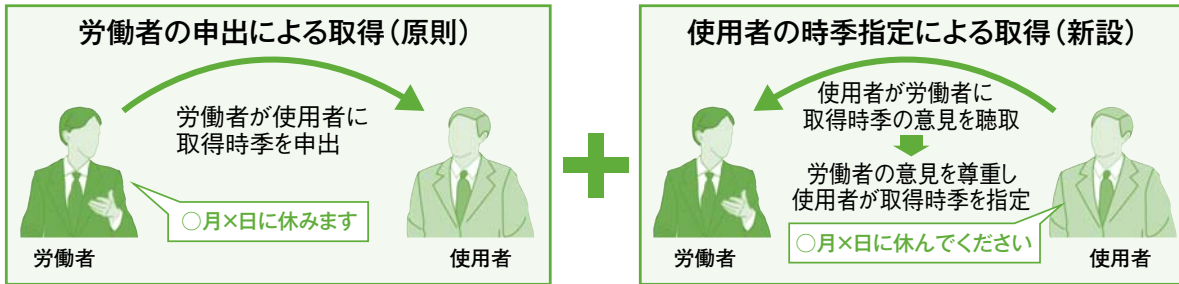 労働者の申出による取得（原則）
労働者が使用者に
取得時季を申出
○月×日に休みます
労働者
使用者
使用者の時季指定による取得（新設）
使用者が労働者に
取得時季の意見を聴取
労働者の意見を尊重し
使用者が取得時季を指定
○月×日に休んでください
労働者
使用者